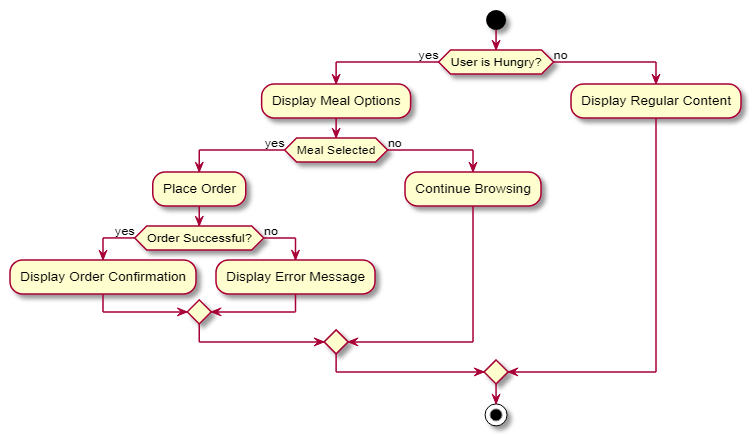 User is Hungry?
yes
no
Display Meal Options
Display Regular Content
Meal Selected
yes
no
Place Order
Continue Browsing
Order Successful?
yes
no
Display Order Confirmation
Display Error Message